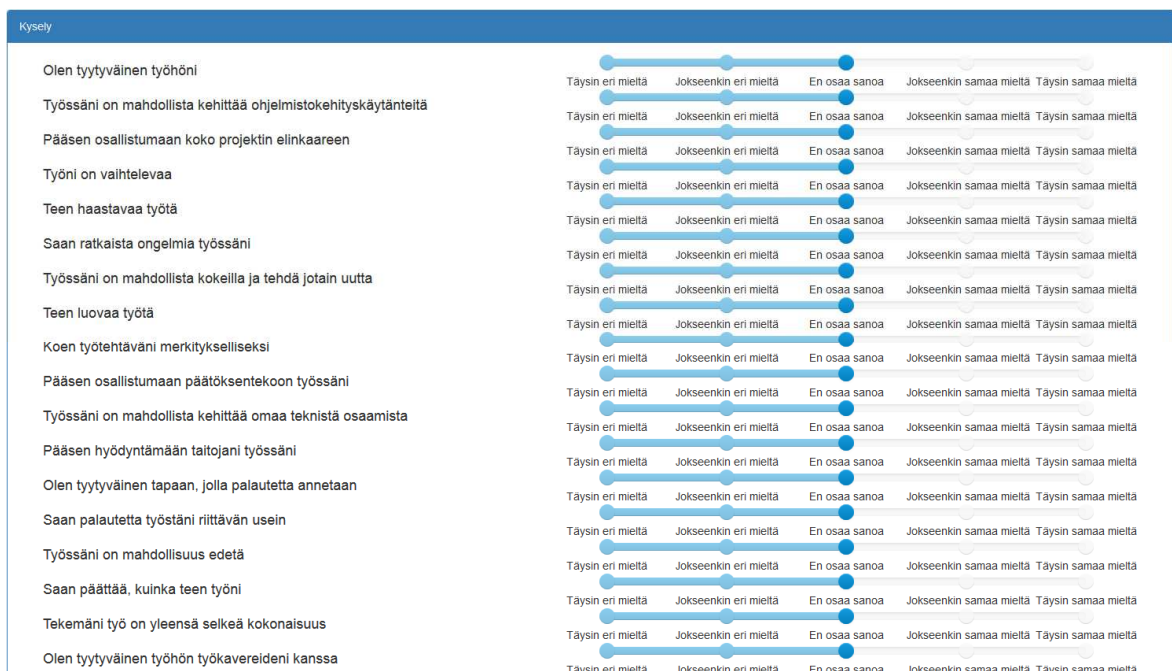 Kysely
Olen tyytyväinen työhöni
Täysin eri mieltä Jokseenkin eri mieltä En osaa sanoa Jokseenkin samaa mieltä Täysin samaa mieltä
Työssäni on mahdollista kehittää ohjelmistokehityskäytänteitä
Täysin eri mieltä Jokseenkin eri mieltä En osaa sanoa Jokseenkin samaa mieltä Täysin samaa mieltä
Pääsen osallistumaan koko projektin elinkaareen
Täysin eri mieltä Jokseenkin eri mieltä En osaa sanoa Jokseenkin samaa mieltä Täysin samaa mieltä
Työni on vaihtelevaa
Täysin eri mieltä Jokseenkin eri mieltä En osaa sanoa Jokseenkin samaa mieltä Täysin samaa mieltä
Teen haastavaa työtä
Täysin eri mieltä Jokseenkin eri mieltä En osaa sanoa Jokseenkin samaa mieltä Täysin samaa mieltä
Saan ratkaista ongelmia työssäni
Täysin eri mieltä Jokseenkin eri mieltä En osaa sanoa Jokseenkin samaa mieltä Täysin samaa mieltä
Työssäni on mahdollista kokeilla ja tehdä jotain uutta
Täysin eri mieltä Jokseenkin eri mieltä En osaa sanoa Jokseenkin samaa mieltä Täysin samaa mieltä
Teen luovaa työtä
Täysin eri mieltä Jokseenkin eri mieltä En osaa sanoa Jokseenkin samaa mieltä Täysin samaa mieltä
Koen työtehtäväni merkitykselliseksi
Täysin eri mieltä Jokseenkin eri mieltä En osaa sanoa Jokseenkin samaa mieltä Täysin samaa mieltä
Pääsen osallistumaan päätöksentekoon työssäni
Täysin eri mieltä Jokseenkin eri mieltä En osaa sanoa Jokseenkin samaa mieltä Täysin samaa mieltä
Työssäni on mahdollista kehittää omaa teknistä osaamista
Täysin eri mieltä Jokseenkin eri mieltä En osaa sanoa Jokseenkin samaa mieltä Täysin samaa mieltä
Pääsen hyödyntämään taitojani työssäni
Täysin eri mieltä Jokseenkin eri mieltä En osaa sanoa Jokseenkin samaa mieltä Täysin samaa mieltä
Olen tyytyväinen tapaan, jolla palautetta annetaan
Täysin eri mieltä Jokseenkin eri mieltä En osaa sanoa Jokseenkin samaa mieltä Täysin samaa mieltä
Saan palautetta työstäni riittävän usein
Täysin eri mieltä Jokseenkin eri mieltä En osaa sanoa Jokseenkin samaa mieltä Täysin samaa mieltä
Työssäni on mahdollisuus edetä
Täysin eri mieltä Jokseenkin eri mieltä En osaa sanoa Jokseenkin samaa mieltä Täysin samaa mieltä
Saan päättää, kuinka teen työni
Täysin eri mieltä Jokseenkin eri mieltä En osaa sanoa Jokseenkin samaa mieltä Täysin samaa mieltä
Tekemäni työ on yleensä selkeä kokonaisuus
Täysin eri mieltä Jokseenkin eri mieltä En osaa sanoa Jokseenkin samaa mieltä Täysin samaa mieltä
Olen tyytyväinen työhön työkavereideni kanssa
Täysin eri mieltä Jokseenkin eri mieltä En osaa sanoa Jokseenkin samaa mieltä Täysin samaa mieltä